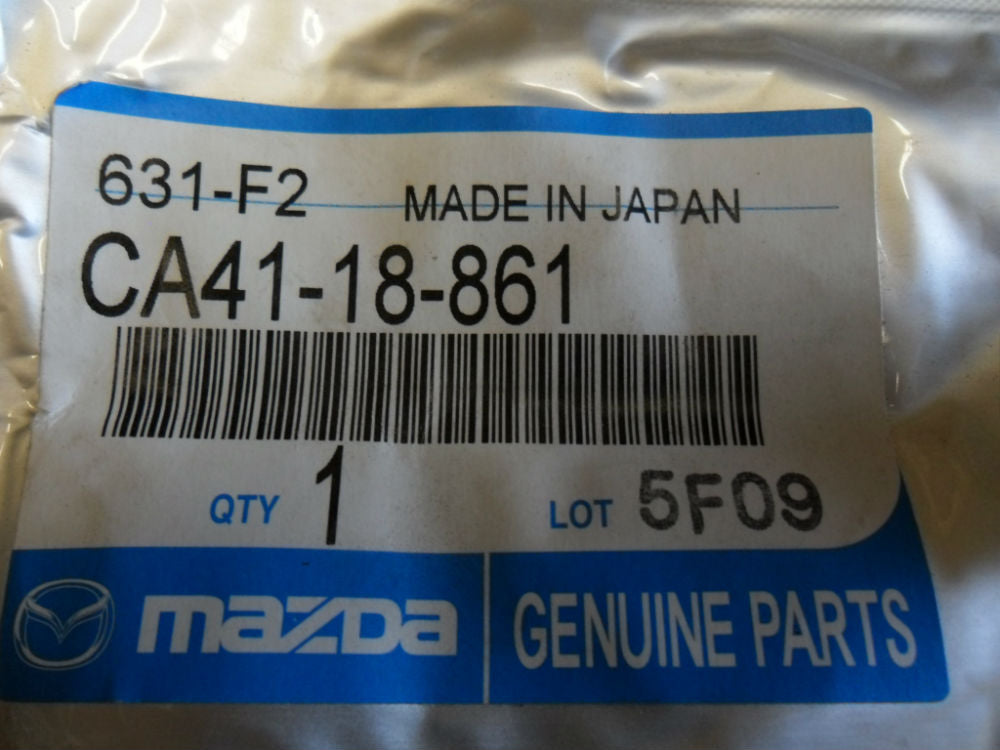 631-F2 MADE IN JAPAN
CA41-18-861
QTY 1 LOT 5F09
mazda GENUINE PARTS